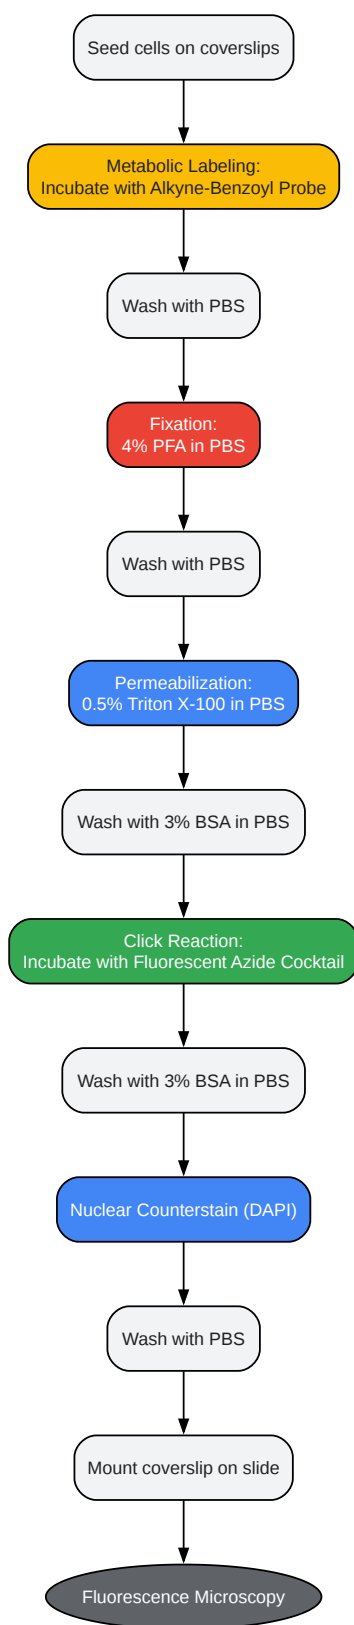 Seed cells on coverslips
Metabolic Labeling:
Incubate with Alkyne-Benzoyl Probe
Wash with PBS
Fixation:
4% PFA in PBS
Wash with PBS
Permeabilization:
0.5% Triton X-100 in PBS
Wash with 3% BSA in PBS
Click Reaction:
Incubate with Fluorescent Azide Cocktail
Wash with 3% BSA in PBS
Nuclear Counterstain (DAPI)
Wash with PBS
Mount coverslip on slide
Fluorescence Microscopy